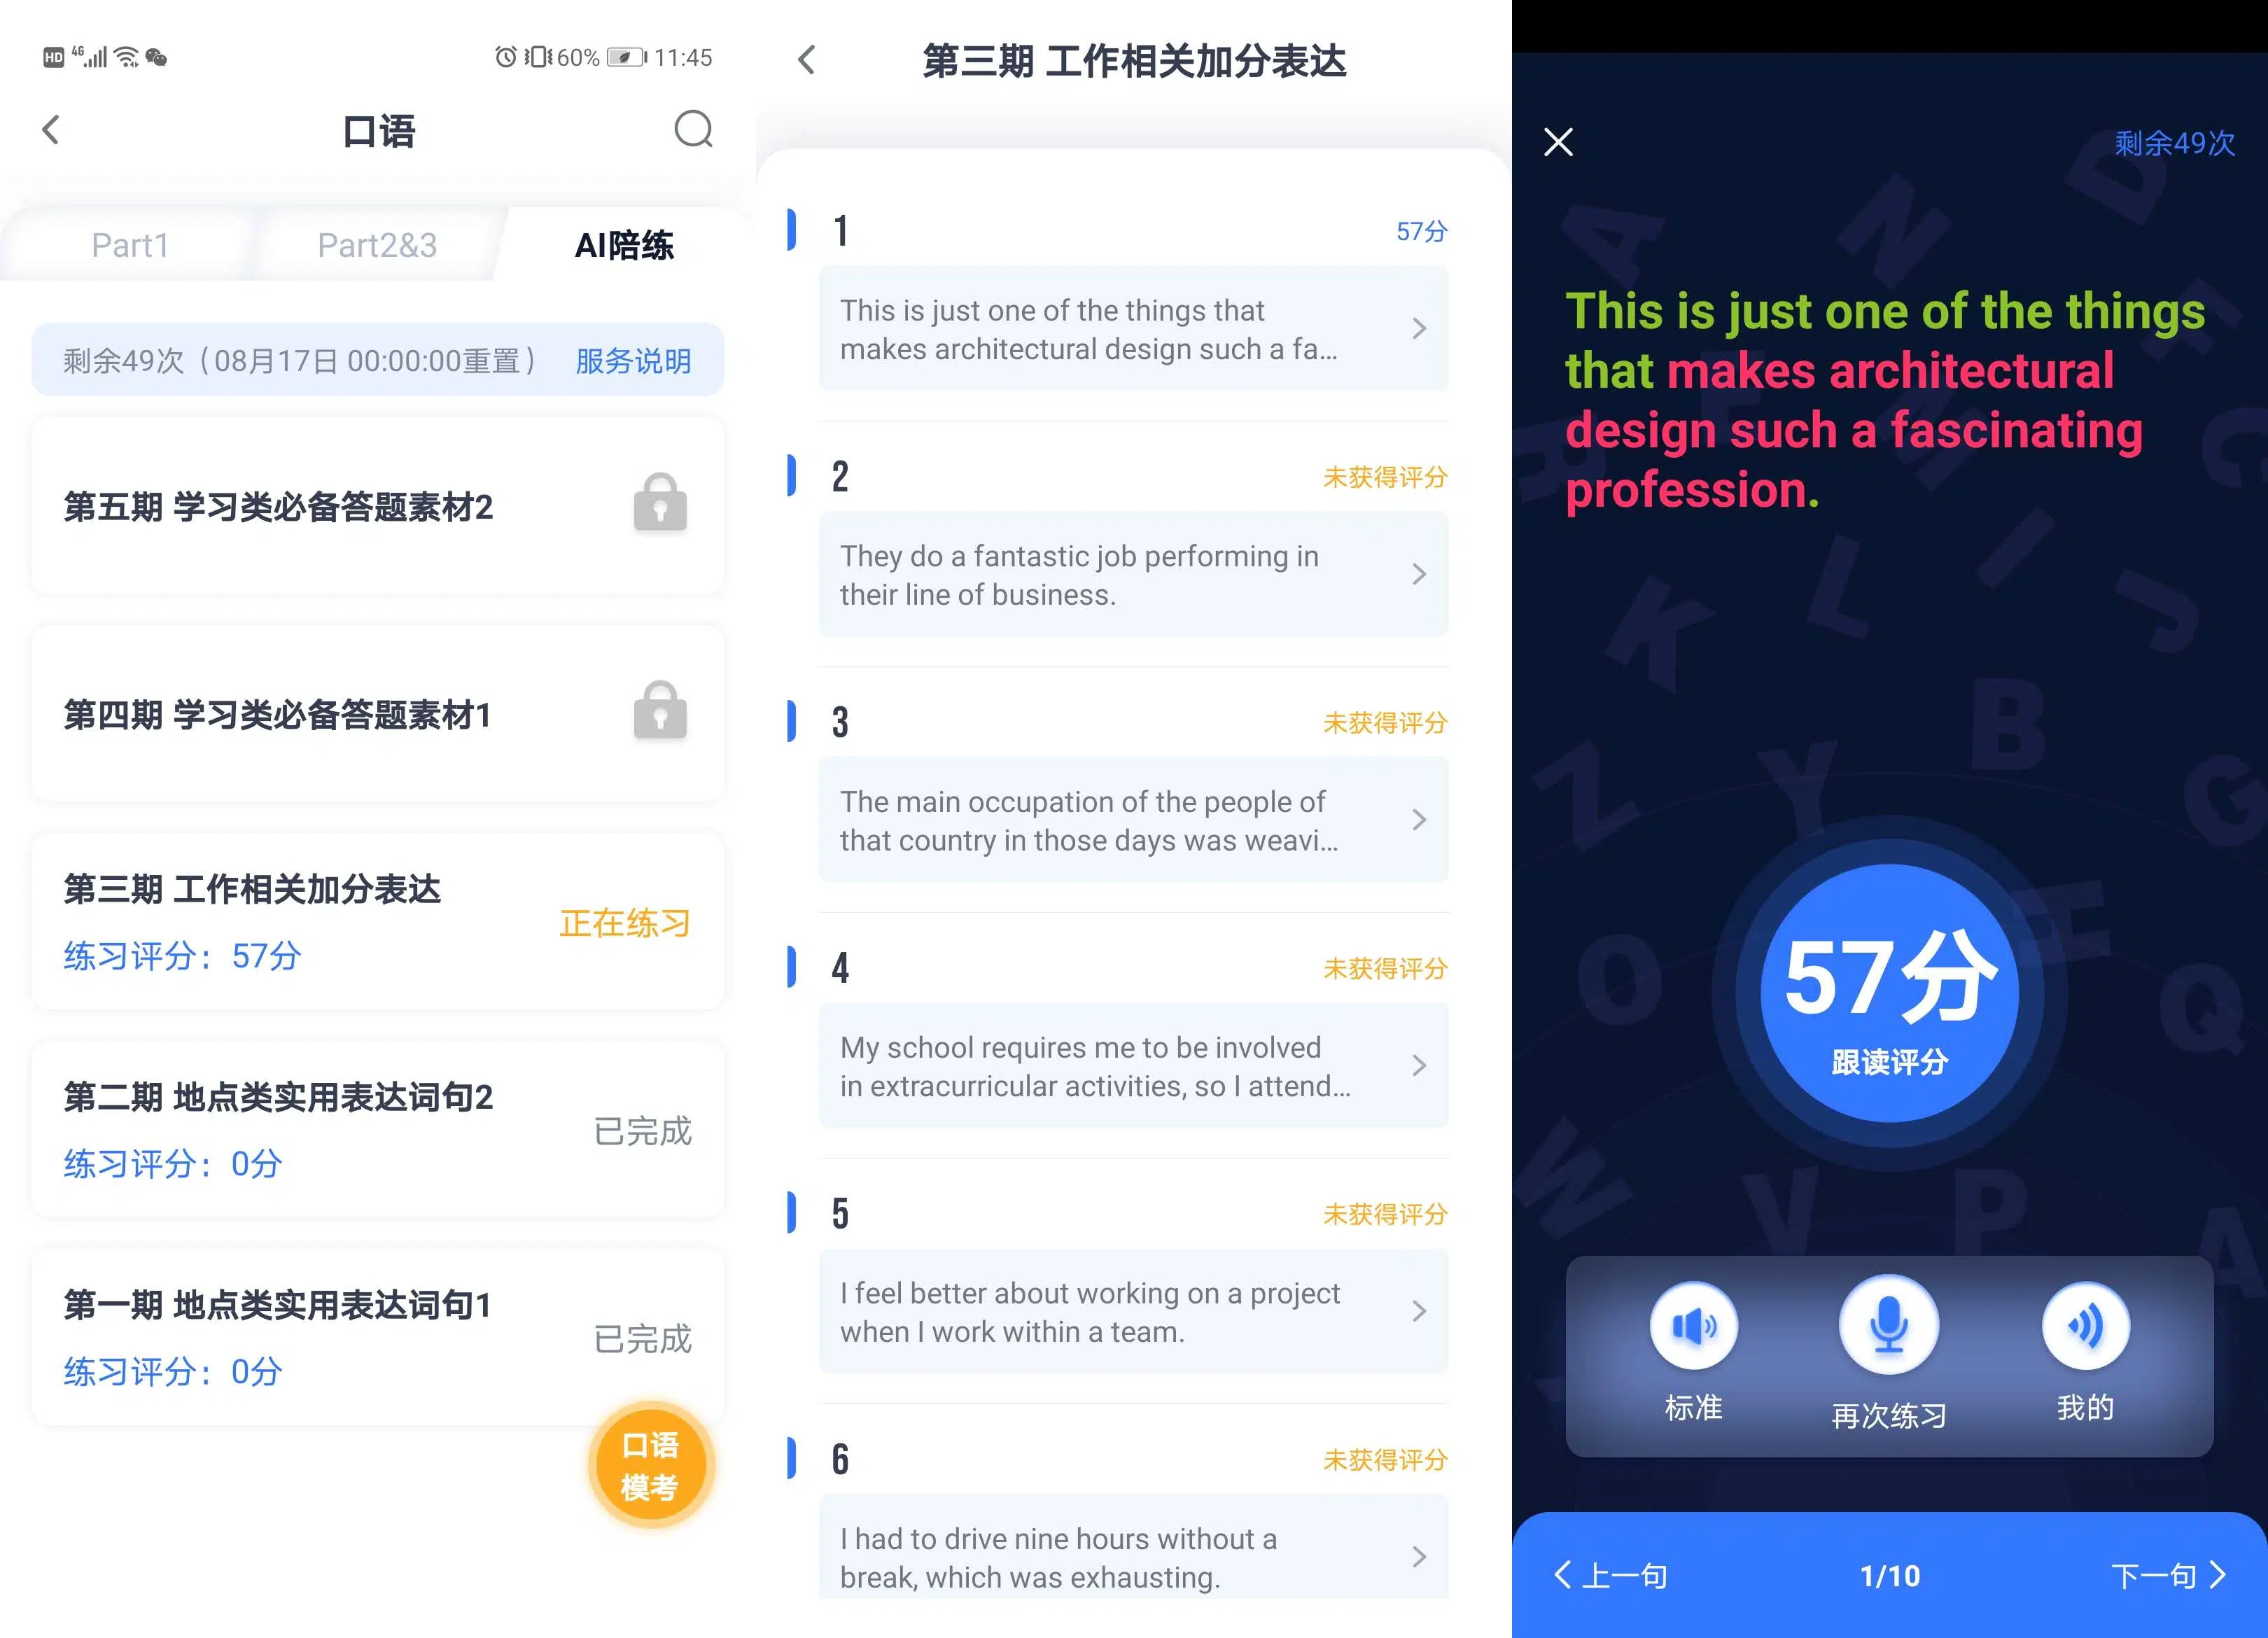 HD 4G 60% 11:45
口语
Part1 Part2&3 AI陪练
剩余49次（08月17日 00:00:00重置） 服务说明
第五期 学习类必备答题素材2
第四期 学习类必备答题素材1
第三期 工作相关加分表达
正在练习
练习评分：57分
第二期 地点类实用表达词句2
已完成
练习评分：0分
第一期 地点类实用表达词句1
已完成
练习评分：0分
口语
模考
第三期 工作相关加分表达
1 57分
This is just one of the things that
makes architectural design such a fa...
2 未获得评分
They do a fantastic job performing in
their line of business.
3 未获得评分
The main occupation of the people of
that country in those days was weavi...
4 未获得评分
My school requires me to be involved
in extracurricular activities, so I attend...
5 未获得评分
I feel better about working on a project
when I work within a team.
6 未获得评分
I had to drive nine hours without a
break, which was exhausting.
剩余49次
This is just one of the things
that makes architectural
design such a fascinating
profession.
57分
跟读评分
标准 再次练习 我的
上一句 1/10 下一句